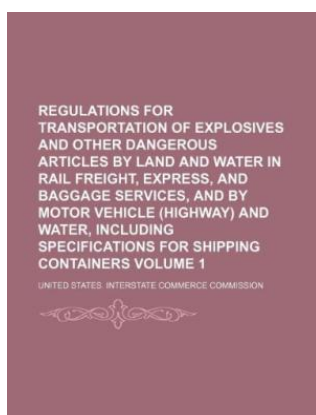 REGULATIONS FOR
TRANSPORTATION OF EXPLOSIVES
AND OTHER DANGEROUS
ARTICLES BY LAND AND WATER IN
RAIL FREIGHT, EXPRESS, AND
BAGGAGE SERVICES, AND BY
MOTOR VEHICLE (HIGHWAY) AND
WATER, INCLUDING
SPECIFICATIONS FOR SHIPPING
CONTAINERS VOLUME 1
UNITED STATES INTERSTATE COMMERCE COMMISSION